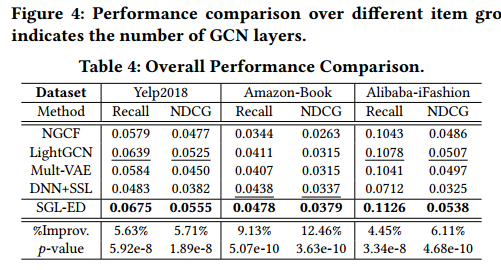 Figure 4: Performance comparison over different item gro
indicates the number of GCN layers.
Table 4: Overall Performance Comparison.
Dataset Yelp2018 Amazon-Book Alibaba-iFashion
Method Recall NDCG Recall NDCG Recall NDCG
NGCF 0.0579 0.0477 0.0344 0.0263 0.1043 0.0486
LightGCN 0.0639 0.0525 0.0411 0.0315 0.1078 0.0507
Mult-VAE 0.0584 0.0450 0.0407 0.0315 0.1041 0.0497
DNN+SSL 0.0483 0.0382 0.0438 0.0337 0.0712 0.0325
SGL-ED 0.0675 0.0555 0.0478 0.0379 0.1126 0.0538
%Improv. 5.63% 5.71% 9.13% 12.46% 4.45% 6.11%
p-value 5.92e-8 1.89e-8 5.07e-10 3.63e-10 3.34e-8 4.68e-10